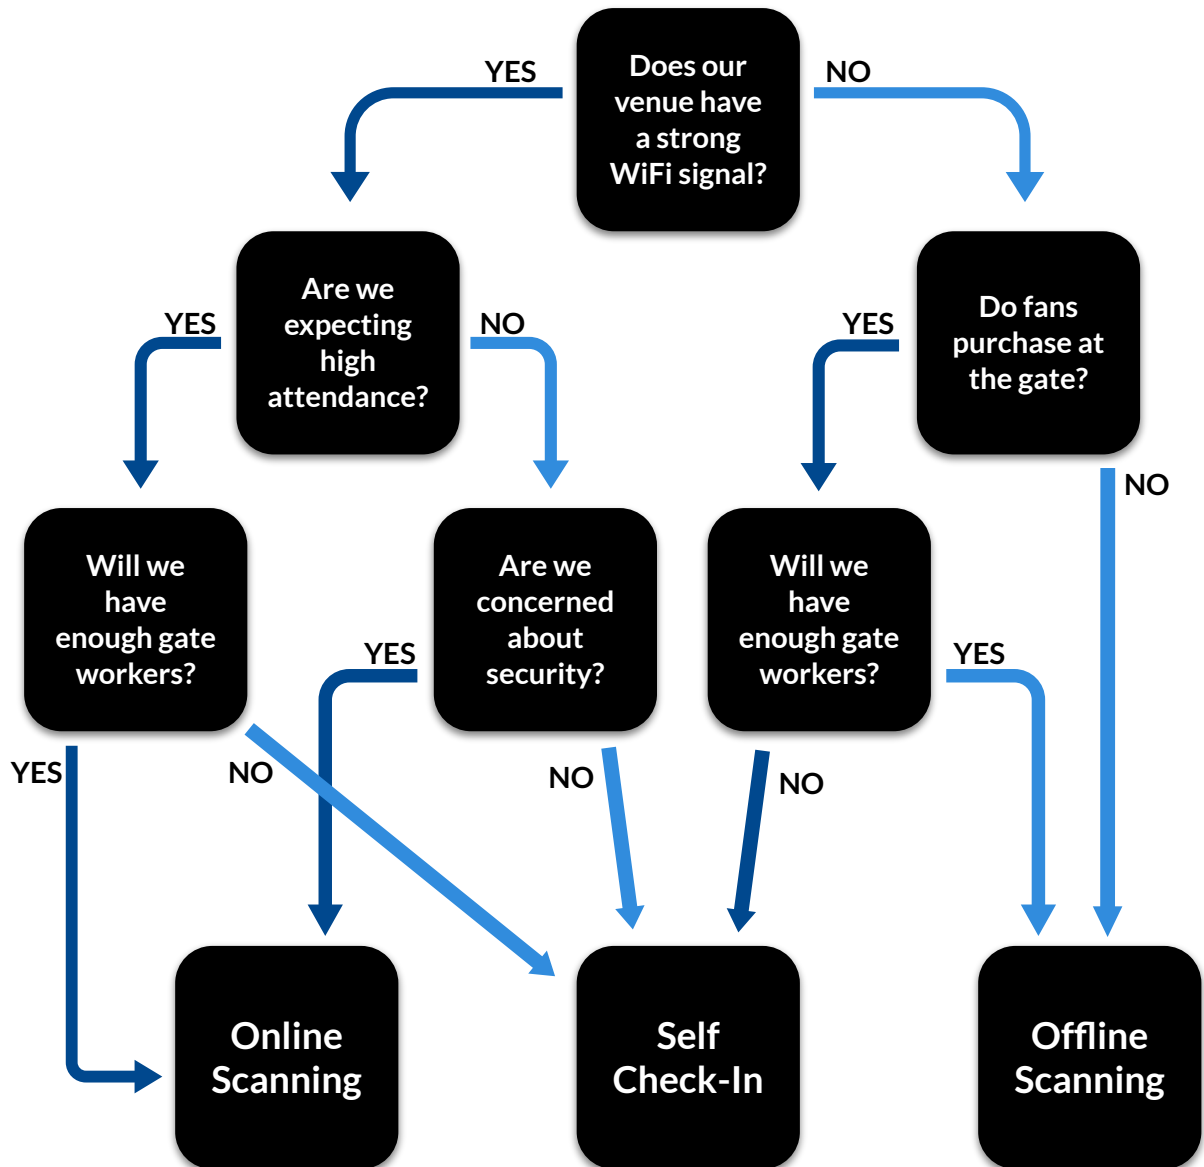 Does our
venue have
a strong
WiFi signal?
YES
NO
Are we
expecting
high
attendance?
YES
NO
Do fans
purchase at
the gate?
YES
NO
Will we
have
enough gate
workers?
YES
NO
Are we
concerned
about
security?
YES
NO
Will we
have
enough gate
workers?
YES
NO
Online
Scanning
Self
Check-In
Offline
Scanning